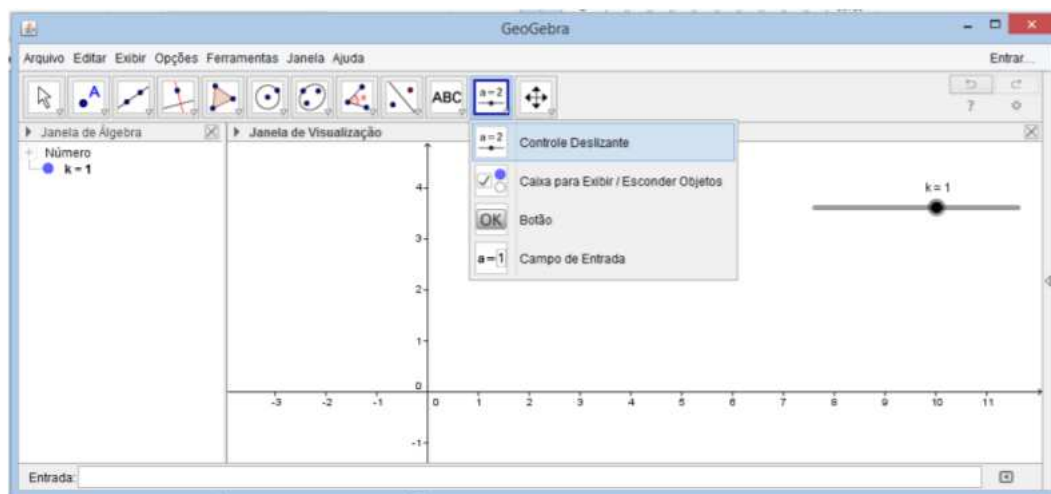 GeoGebra
Arquivo Editar Exibir Opções Ferramentas Janela Ajuda
Entrar...
A
ABC
a=2
?
Janela de Álgebra
Janela de Visualização
Número
k = 1
a=2 Controle Deslizante
Caixa para Exibir / Esconder Objetos
OK Botão
a=1 Campo de Entrada
k = 1
4
3
2
1
0
-1
-3 -2 -1 0 1 2 3 4 5 6 7 8 9 10 11
Entrada: